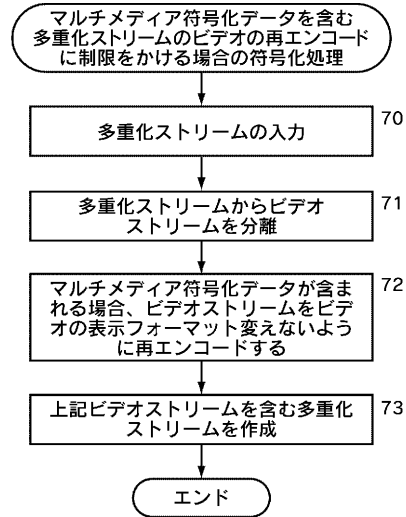 マルチメディア符号化データを含む
多重化ストリームのビデオの再エンコード
に制限をかける場合の符号化処理
多重化ストリームの入力
70
多重化ストリームからビデオ
ストリームを分離
71
マルチメディア符号化データが含ま
れる場合、ビデオストリームをビデ
オの表示フォーマット変えないよう
に再エンコードする
72
上記ビデオストリームを含む多重化
ストリームを作成
73
エンド